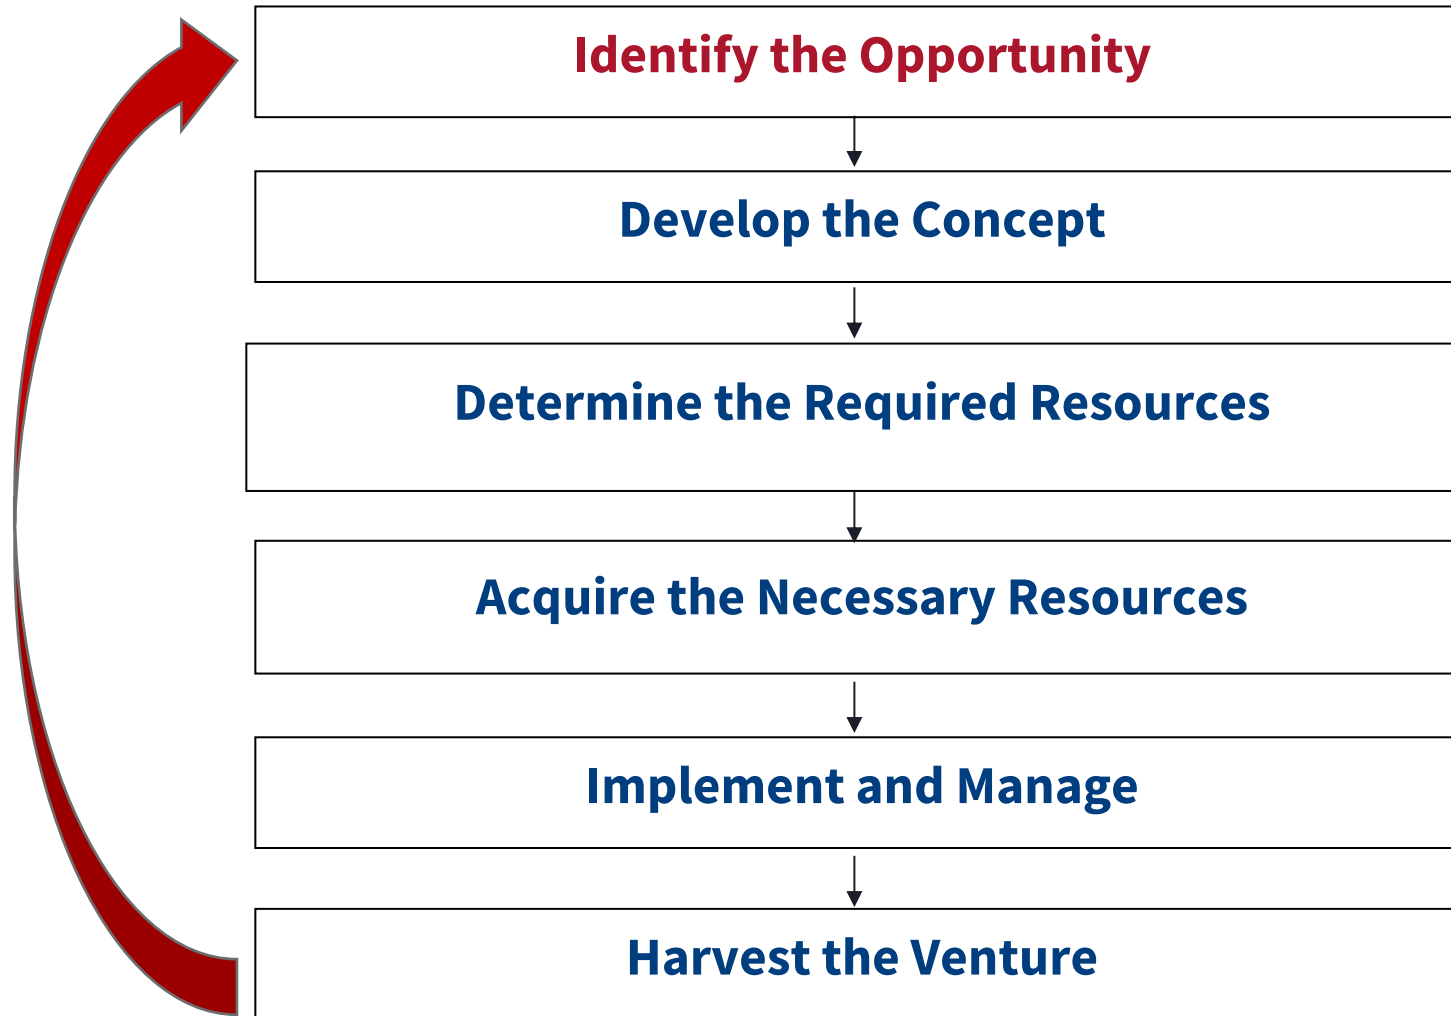 Identify the Opportunity
Develop the Concept
Determine the Required Resources
Acquire the Necessary Resources
Implement and Manage
Harvest the Venture